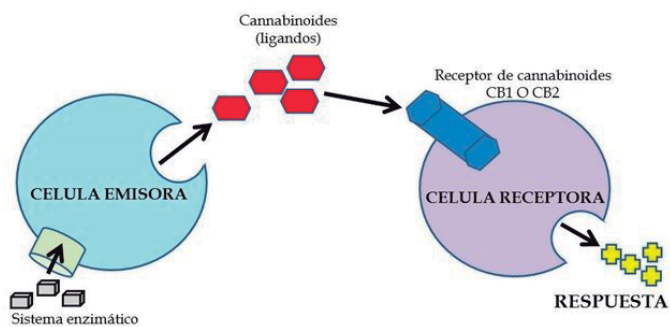 Cannabinoides
(ligandos)
Receptor de cannabinoides
CB1 O CB2
CELULA EMISORA
CELULA RECEPTORA
RESPUESTA
Sistema enzimático